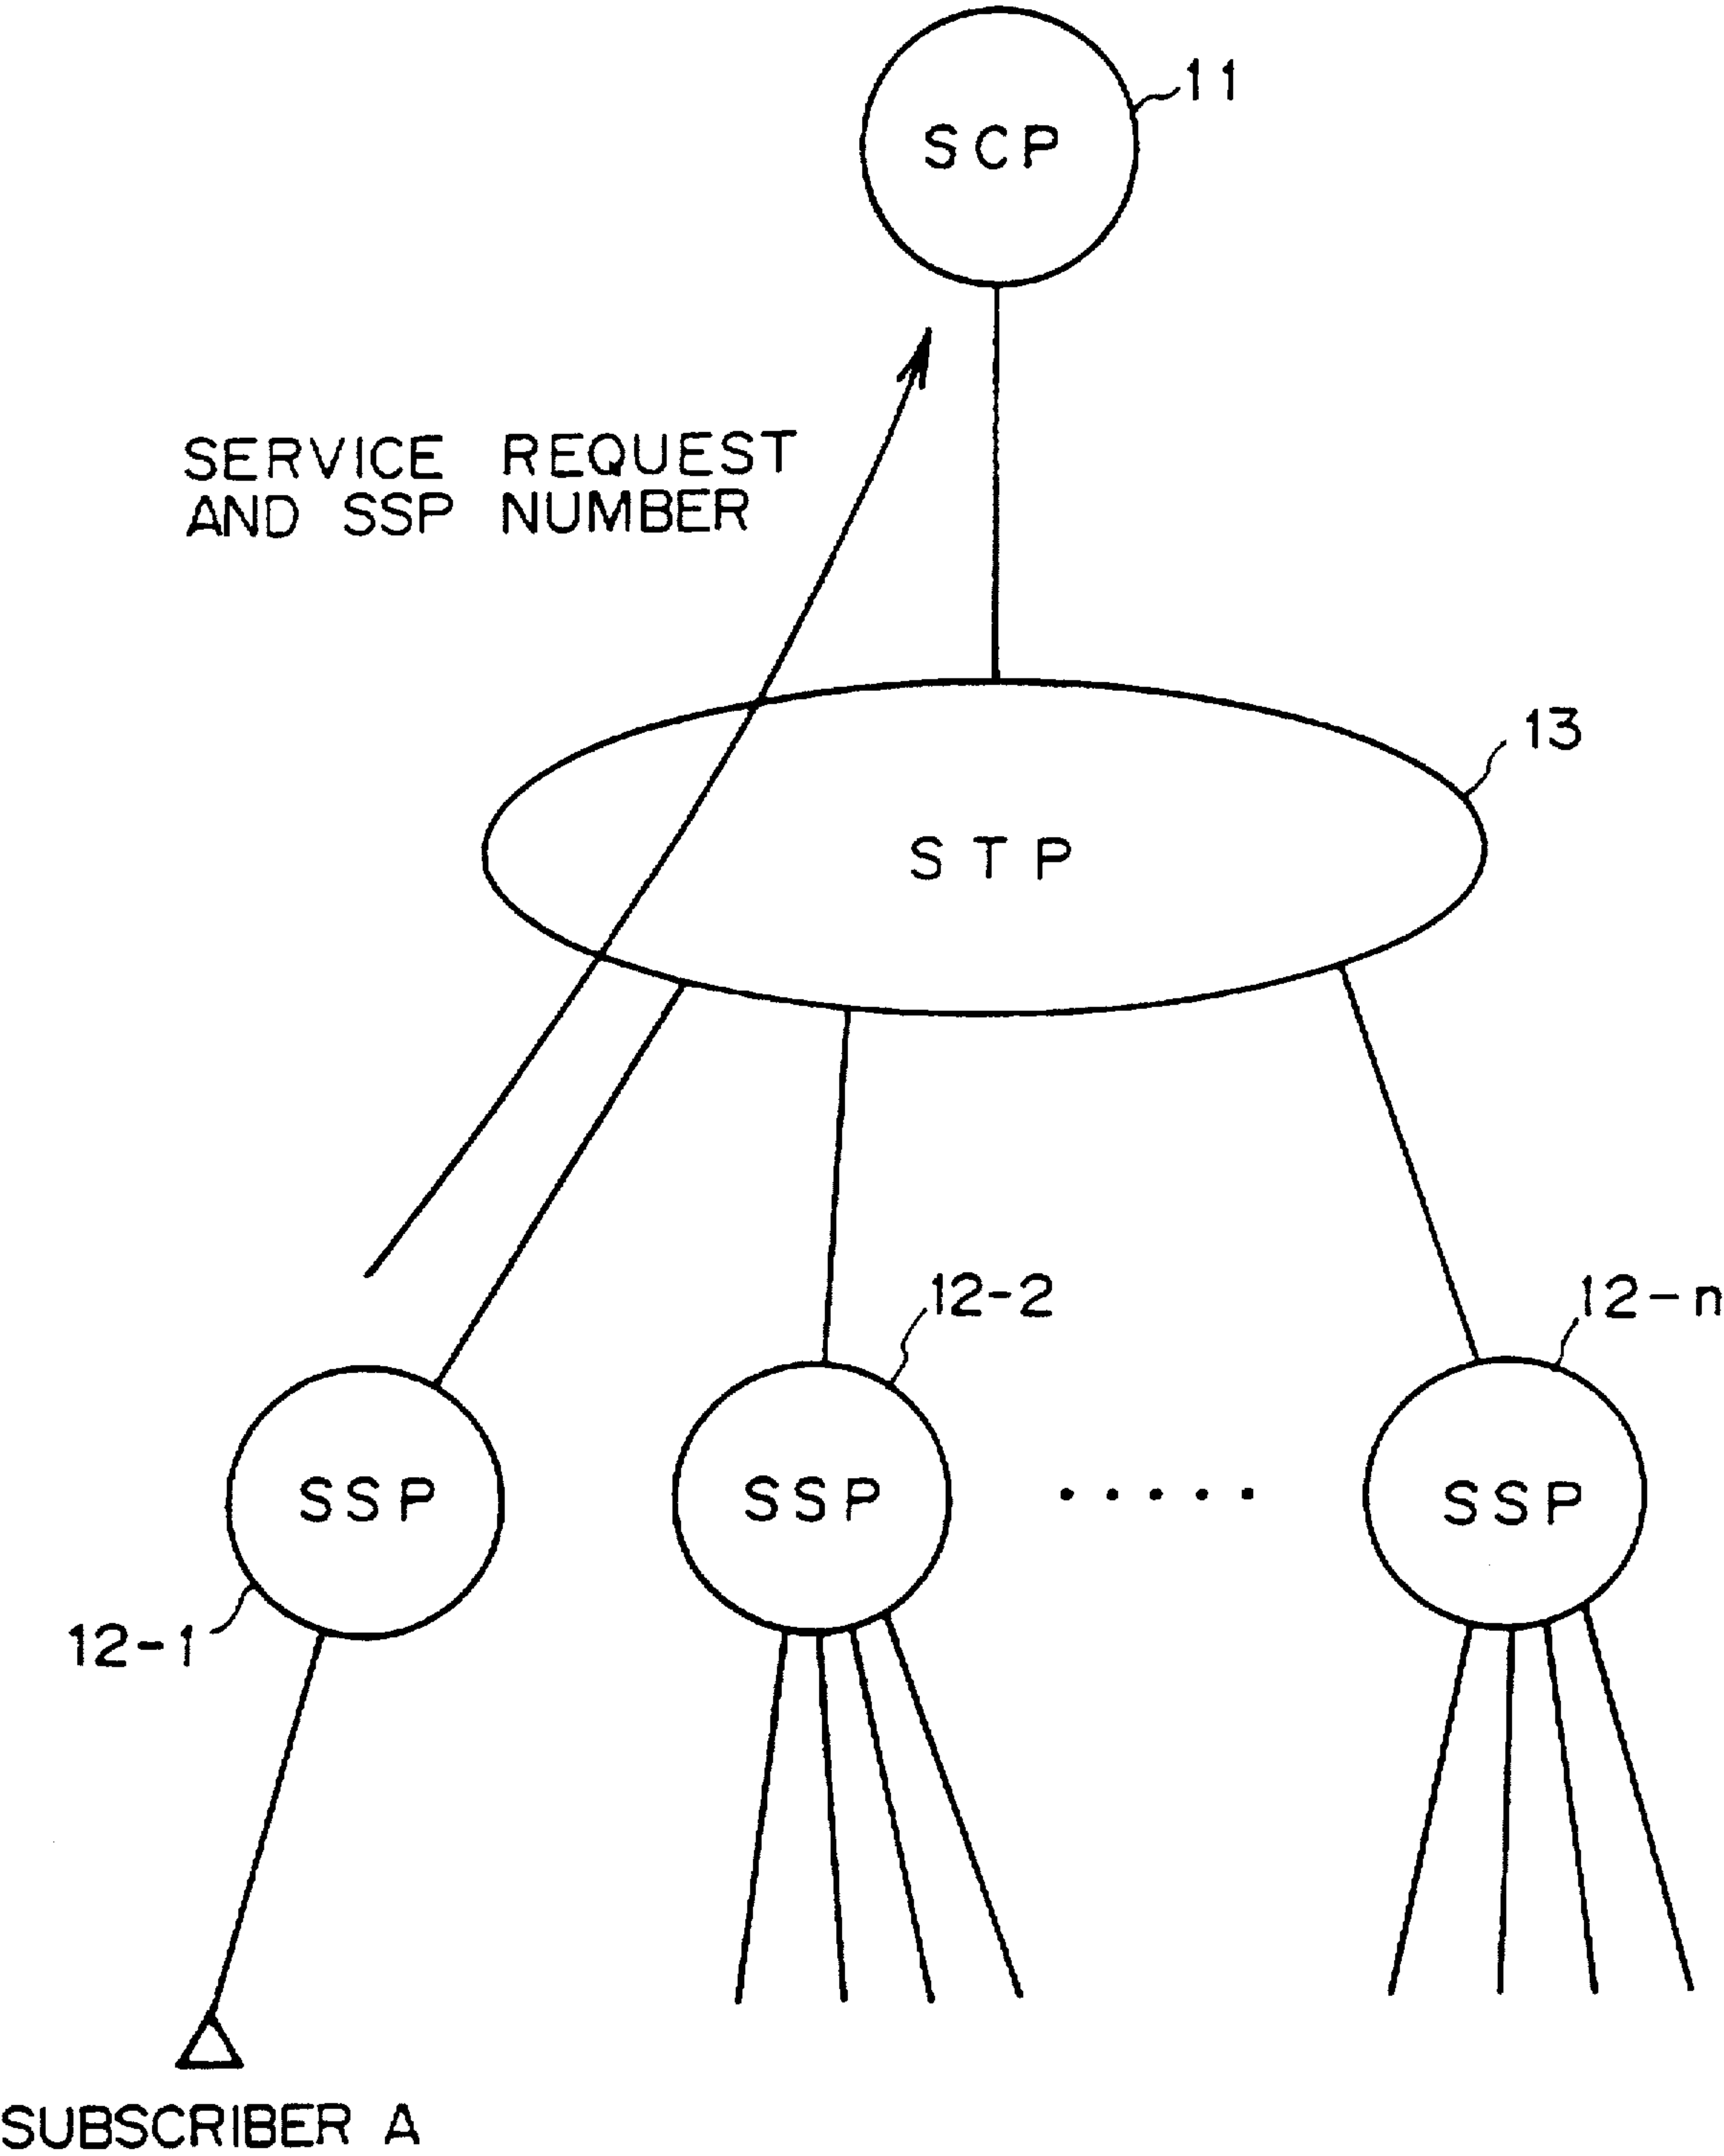 11
SCP
SERVICE REQUEST
AND SSP NUMBER
13
STP
12-2
12-n
SSP
SSP
SSP
12-1
SUBSCRIBER A